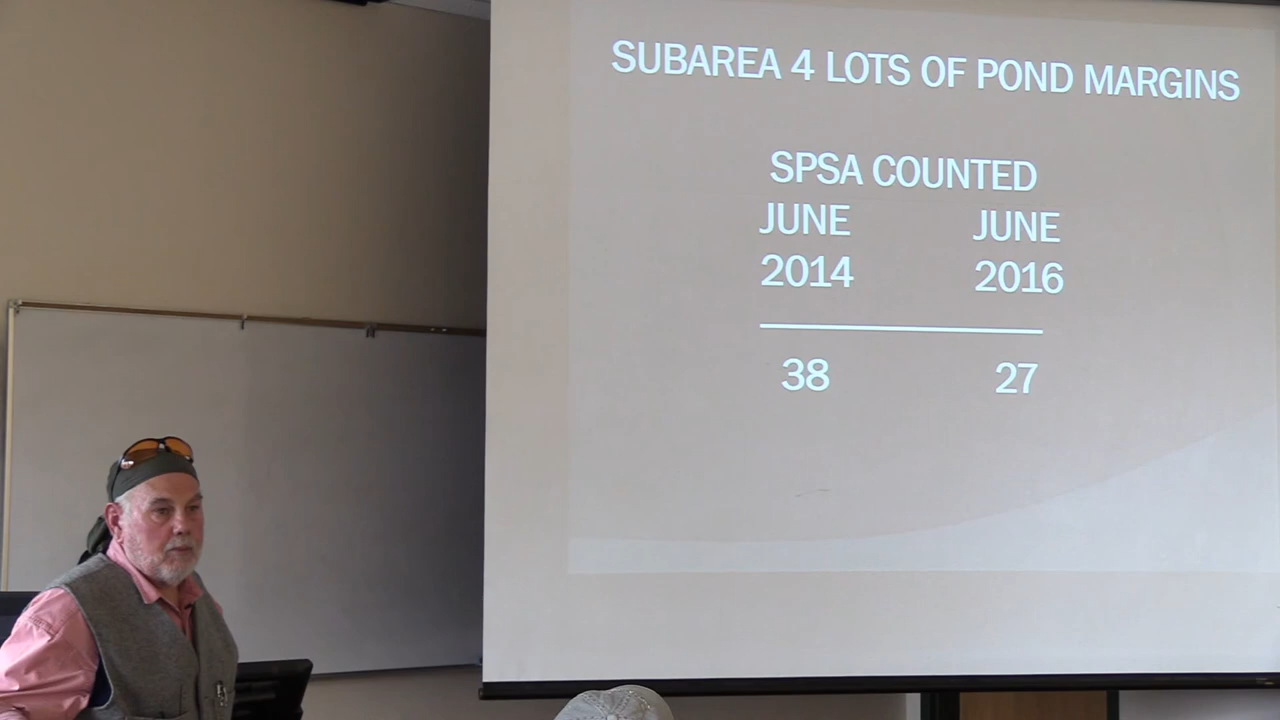 SUBAREA 4 LOTS OF POND MARGINS
SPSA COUNTED
JUNE JUNE
2014 2016
38 27